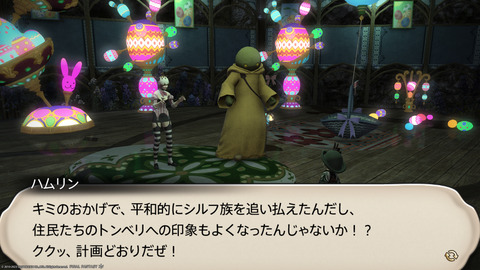 ハムリン
キミのおかげで、平和的にシルフ族を追い払えたんだし、
住民たちのトンベリへの印象もよくなったんじゃないか!?
ククッ、計画どおりだぜ!